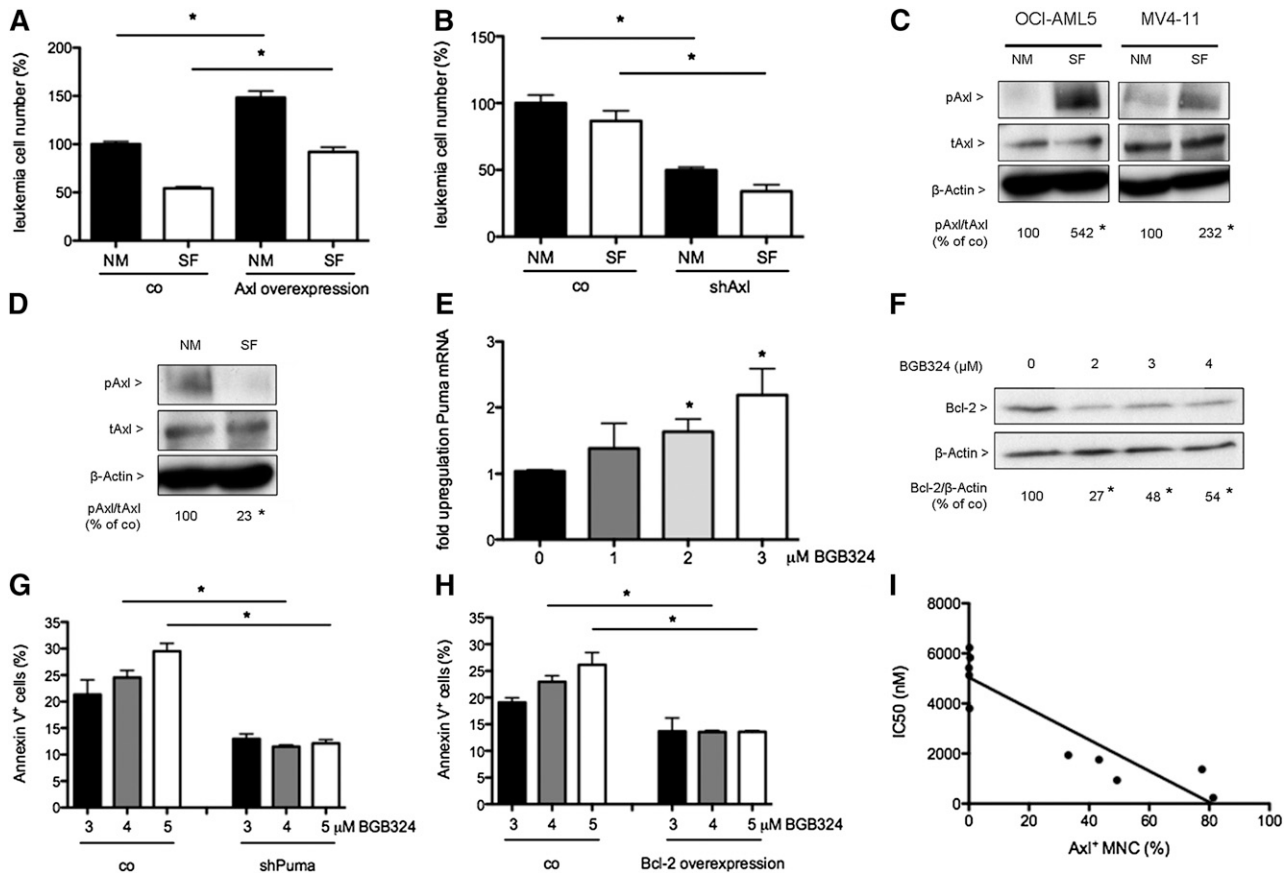 A
leukemia cell number (%)
200
150
100
50
0
*
*
NM SF NM SF
co Axl overexpression
B
leukemia cell number (%)
150
100
50
0
*
*
NM SF NM SF
co shAxl
C
OCI-AML5 MV4-11
NM SF NM SF
pAxl >
tAxl >
β-Actin >
pAxl/tAxl
(% of co)
100 542 * 100 232 *
D
NM SF
pAxl >
tAxl >
β-Actin >
pAxl/tAxl
(% of co)
100 23 *
E
fold upregulation Puma mRNA
3
2
1
0
*
*
0 1 2 3 μM BGB324
F
BGB324 (μM) 0 2 3 4
Bcl-2 >
β-Actin >
Bcl-2/β-Actin
(% of co)
100 27 * 48 * 54 *
G
Annexin V+ cells (%)
35
30
25
20
15
10
5
0
*
*
3 4 5 3 4 5 μM BGB324
co shPuma
H
Annexin V+ cells (%)
35
30
25
20
15
10
5
0
*
*
3 4 5 3 4 5 μM BGB324
co Bcl-2 overexpression
I
IC50 (nM)
8000
6000
4000
2000
0
0 20 40 60 80 100
Axl+ MNC (%)